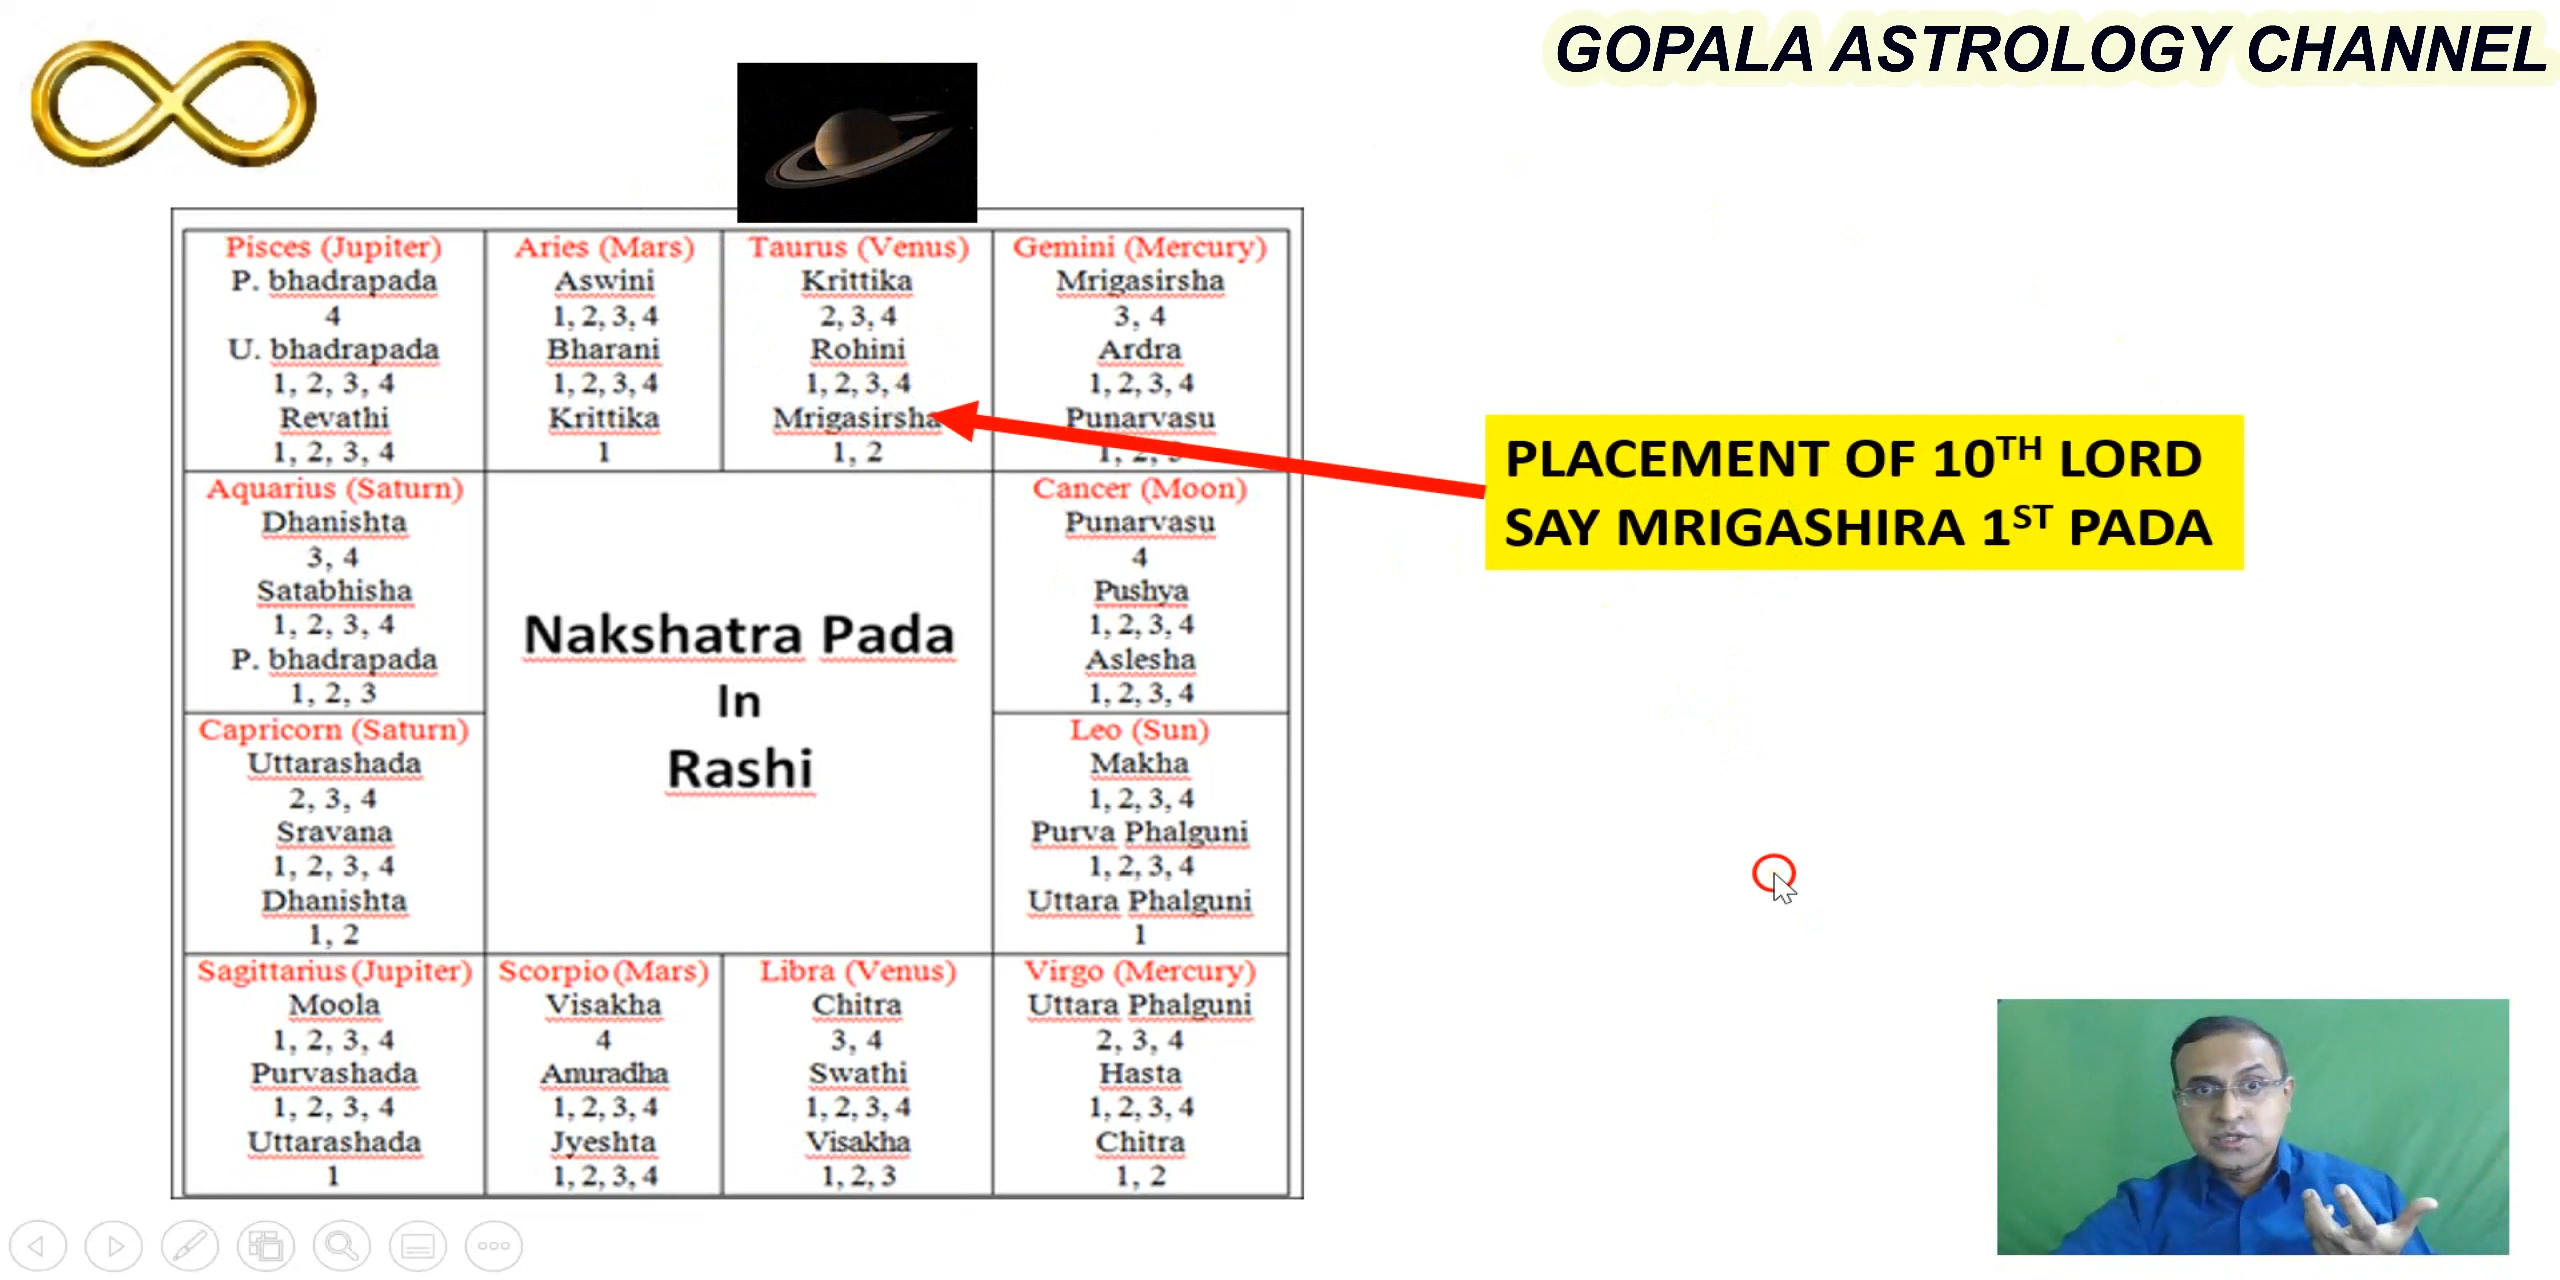 GOPALA ASTROLOGY CHANNEL
Pisces (Jupiter)
P. bhadrapada
4
U. bhadrapada
1, 2, 3, 4
Revathi
1, 2, 3, 4
Aries (Mars)
Aswini
1, 2, 3, 4
Bharani
1, 2, 3, 4
Krittika
1
Taurus (Venus)
Krittika
2, 3, 4
Rohini
1, 2, 3, 4
Mrigasirsha
1, 2
Gemini (Mercury)
Mrigasirsha
3, 4
Ardra
1, 2, 3, 4
Punarvasu
1, 2, 3
PLACEMENT OF 10TH LORD
SAY MRIGASHIRA 1ST PADA
Aquarius (Saturn)
Dhanishta
3, 4
Satabhisha
1, 2, 3, 4
P. bhadrapada
1, 2, 3
Nakshatra Pada
In
Rashi
Cancer (Moon)
Punarvasu
4
Pushya
1, 2, 3, 4
Aslesha
1, 2, 3, 4
Capricorn (Saturn)
Uttarashada
2, 3, 4
Sravana
1, 2, 3, 4
Dhanishta
1, 2
Leo (Sun)
Makha
1, 2, 3, 4
Purva Phalguni
1, 2, 3, 4
Uttara Phalguni
1
Sagittarius (Jupiter)
Moola
1, 2, 3, 4
Purvashada
1, 2, 3, 4
Uttarashada
1
Scorpio (Mars)
Visakha
4
Anuradha
1, 2, 3, 4
Jyeshta
1, 2, 3, 4
Libra (Venus)
Chitra
3, 4
Swathi
1, 2, 3, 4
Visakha
1, 2, 3
Virgo (Mercury)
Uttara Phalguni
2, 3, 4
Hasta
1, 2, 3, 4
Chitra
1, 2